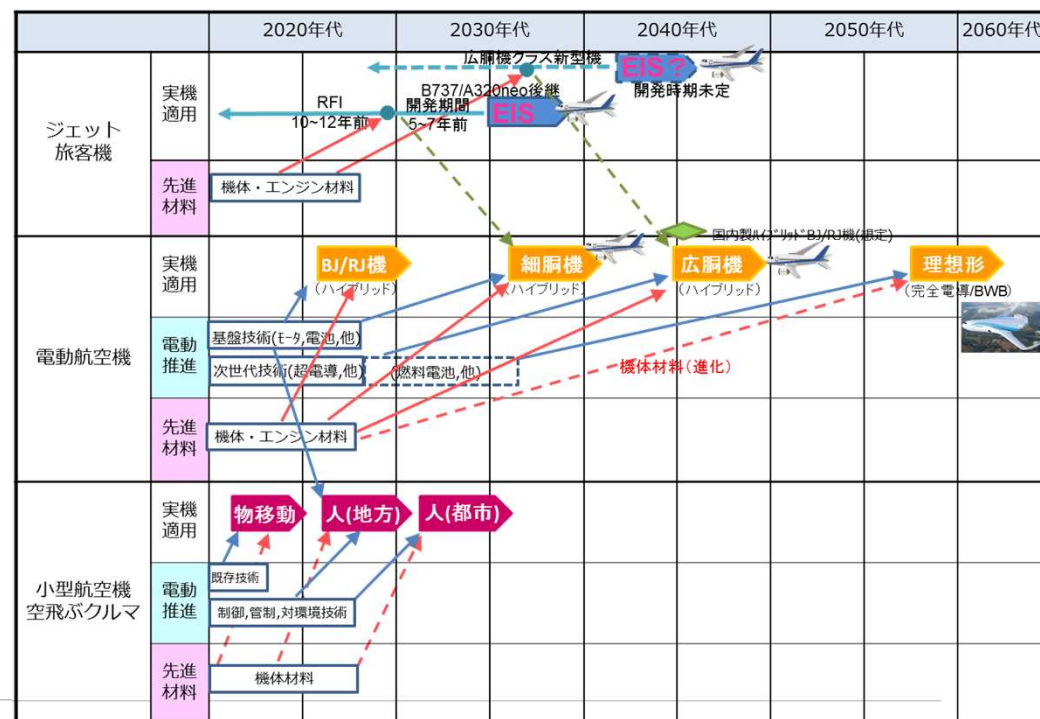 2020年代
2030年代
2040年代
2050年代
2060年代
ジェット
旅客機
実機
適用
広胴機クラス新型機
EIS?
開発時期未定
B737/A320neo後継
RFI
10~12年前
開発期間
5~7年前
EIS
先進
材料
機体・エンジン材料
電動航空機
実機
適用
国内製ハイブリッドBJ/RJ機(想定)
BJ/RJ機
(ハイブリッド)
細胴機
(ハイブリッド)
広胴機
(ハイブリッド)
理想形
(完全電導/BWB)
電動
推進
基盤技術(モータ,電池,他)
次世代技術(超電導,他)
(燃料電池,他)
機体材料(進化)
先進
材料
機体・エンジン材料
小型航空機
空飛ぶクルマ
実機
適用
物移動
人(地方)
人(都市)
電動
推進
既存技術
制御,管制,対環境技術
先進
材料
機体材料